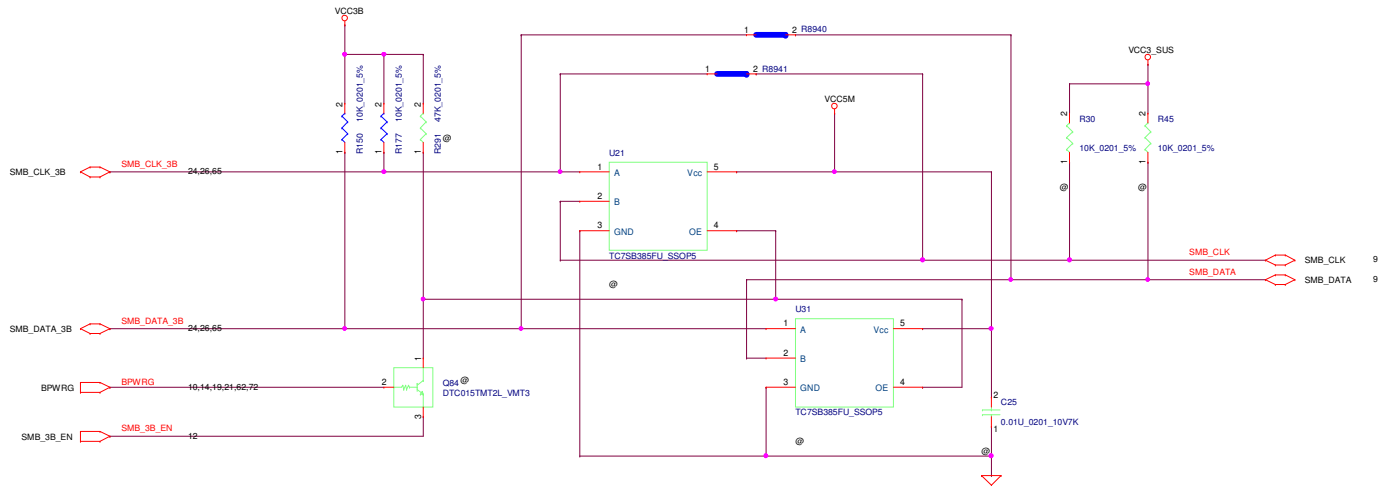 VCC3B
1 2 R8940
1 2 R8941
VCC3_SUS
VCC5M
2 10K_0201_5%
1 R150
2 10K_0201_5%
1 R177
2 47K_0201_5%
1 R291 @
2 R30
10K_0201_5%
1
@
2 R45
10K_0201_5%
1
@
SMB_CLK_3B SMB_CLK_3B 24,26,65
U21
1 A Vcc 5
2 B
3 GND OE 4
TC7SB385FU_SSOP5
@
SMB_CLK SMB_CLK 9
SMB_DATA SMB_DATA 9
SMB_DATA_3B SMB_DATA_3B 24,26,65
U31
1 A Vcc 5
2 B
3 GND OE 4
TC7SB385FU_SSOP5
@
BPWRG BPWRG 10,14,19,21,62,72
1
2 Q84 @
DTC015TMT2L_VMT3
3
SMB_3B_EN 12
2 C25
0.01U_0201_10V7K
1
@